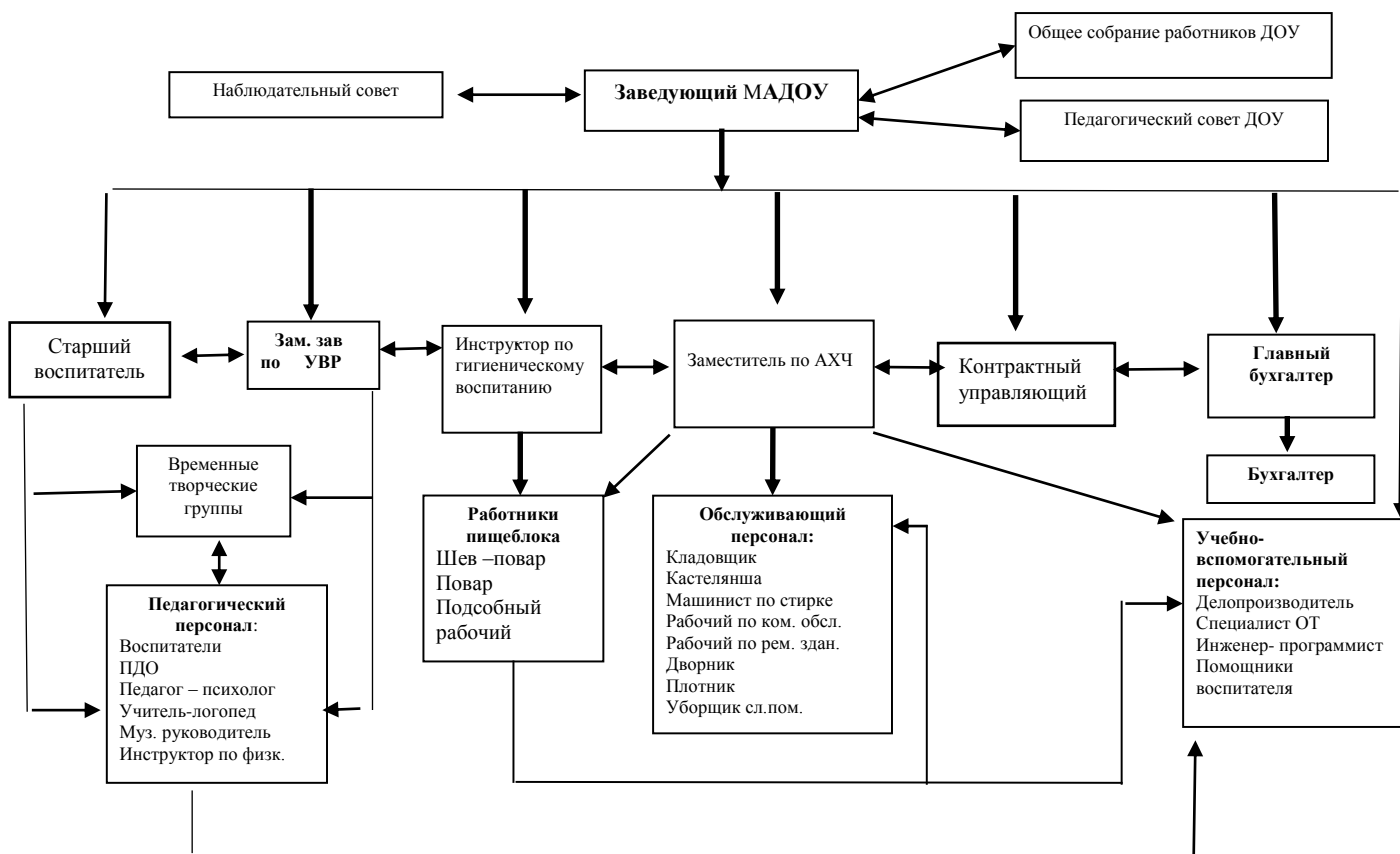 Общее собрание работников ДОУ
Наблюдательный совет
Заведующий МАДОУ
Педагогический совет ДОУ
Старший
воспитатель
Зам. зав
по УВР
Инструктор по
гигиеническому
воспитанию
Заместитель по АХЧ
Контрактный
управляющий
Главный
бухгалтер
Временные
творческие
группы
Бухгалтер
Работники
пищеблока
Шев –повар
Повар
Подсобный
рабочий
Обслуживающий
персонал:
Кладовщик
Кастелянша
Машинист по стирке
Рабочий по ком. обсл.
Рабочий по рем. здан.
Дворник
Плотник
Уборщик сл.пом.
Учебно-
вспомогательный
персонал:
Делопроизводитель
Специалист ОТ
Инженер- программист
Помощники
воспитателя
Педагогический
персонал:
Воспитатели
ПДО
Педагог – психолог
Учитель-логопед
Муз. руководитель
Инструктор по физк.